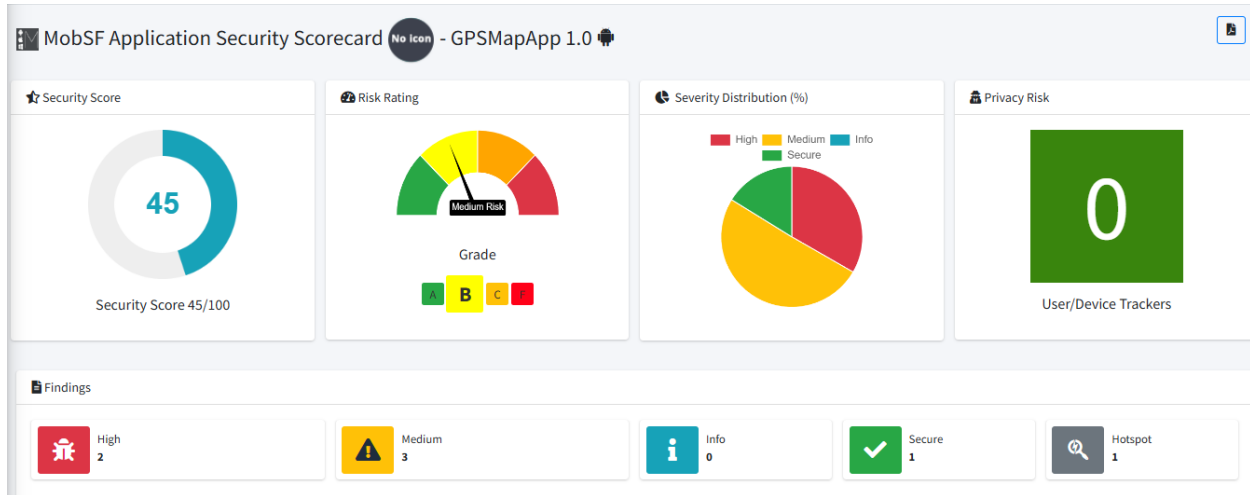 MobSF Application Security Scorecard No icon - GPSMapApp 1.0
Security Score
Risk Rating
Severity Distribution (%)
Privacy Risk
45
Security Score 45/100
Medium Risk
Grade
A B C F
High Medium Info
Secure
0
User/Device Trackers
Findings
High
2
Medium
3
Info
0
Secure
1
Hotspot
1